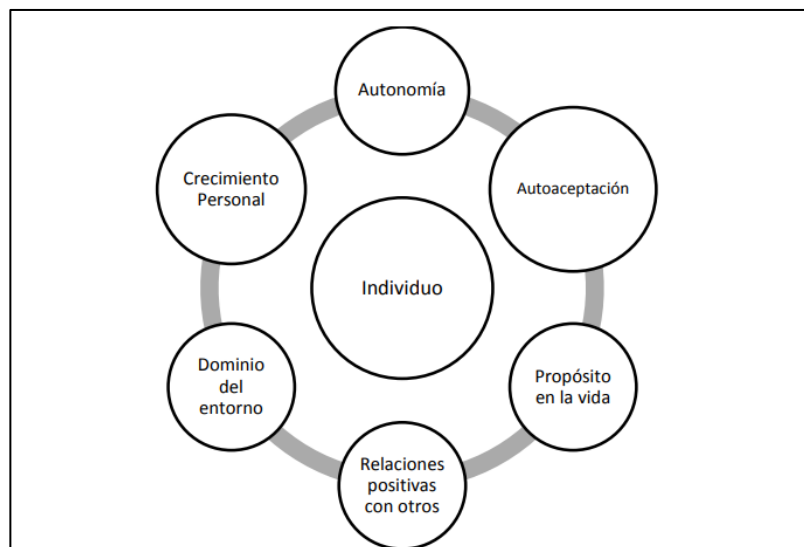 Autonomía
Autoaceptación
Crecimiento
Personal
Individuo
Dominio
del
entorno
Propósito
en la vida
Relaciones
positivas
con otros